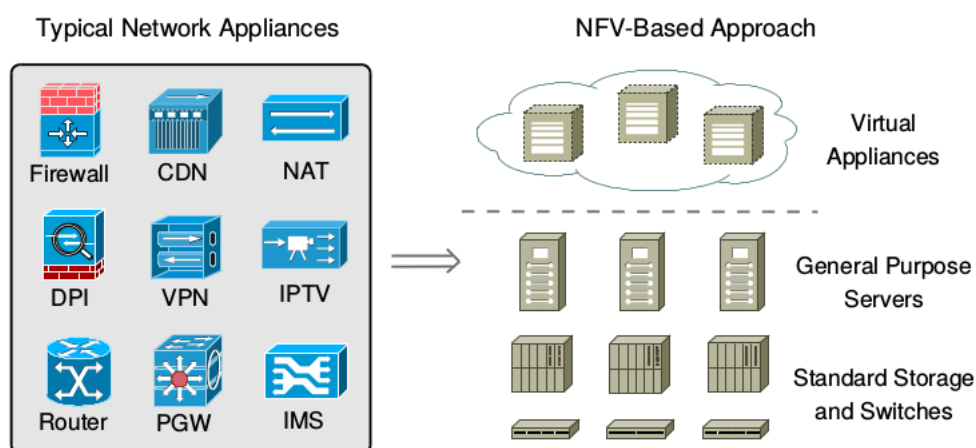 Typical Network Appliances
Firewall
CDN
NAT
DPI
VPN
IPTV
Router
PGW
IMS
NFV-Based Approach
Virtual
Appliances
General Purpose
Servers
Standard Storage
and Switches